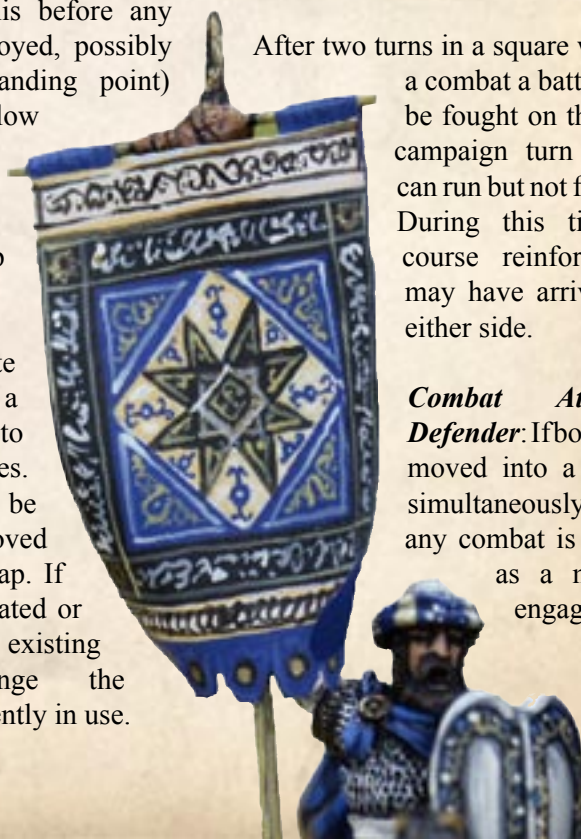 is before any
oyed, possibly
anding point)
low
te
a
to
es.
be
oved
ap. If
ated or
existing
nge the
ently in use.
After two turns in a square
a combat a batt
be fought on th
campaign turn
can run but not f
During this ti
course reinfor
may have arriv
either side.
Combat At
Defender: If bo
moved into a
simultaneously
any combat is
as a m
engag